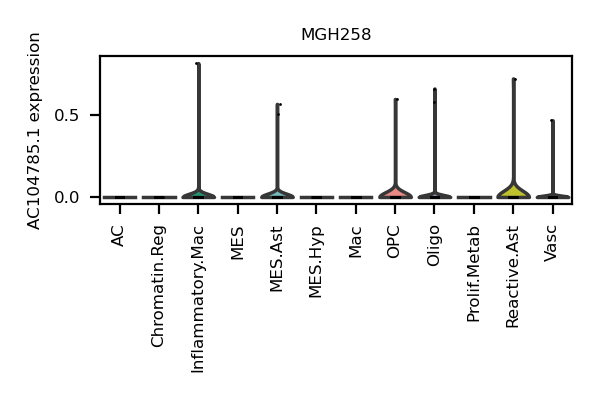 MGH258
AC104785.1 expression
0.5
0.0
AC
Chromatin.Reg
Inflammatory.Mac
MES
MES.Ast
MES.Hyp
Mac
OPC
Oligo
Prolif.Metab
Reactive.Ast
Vasc